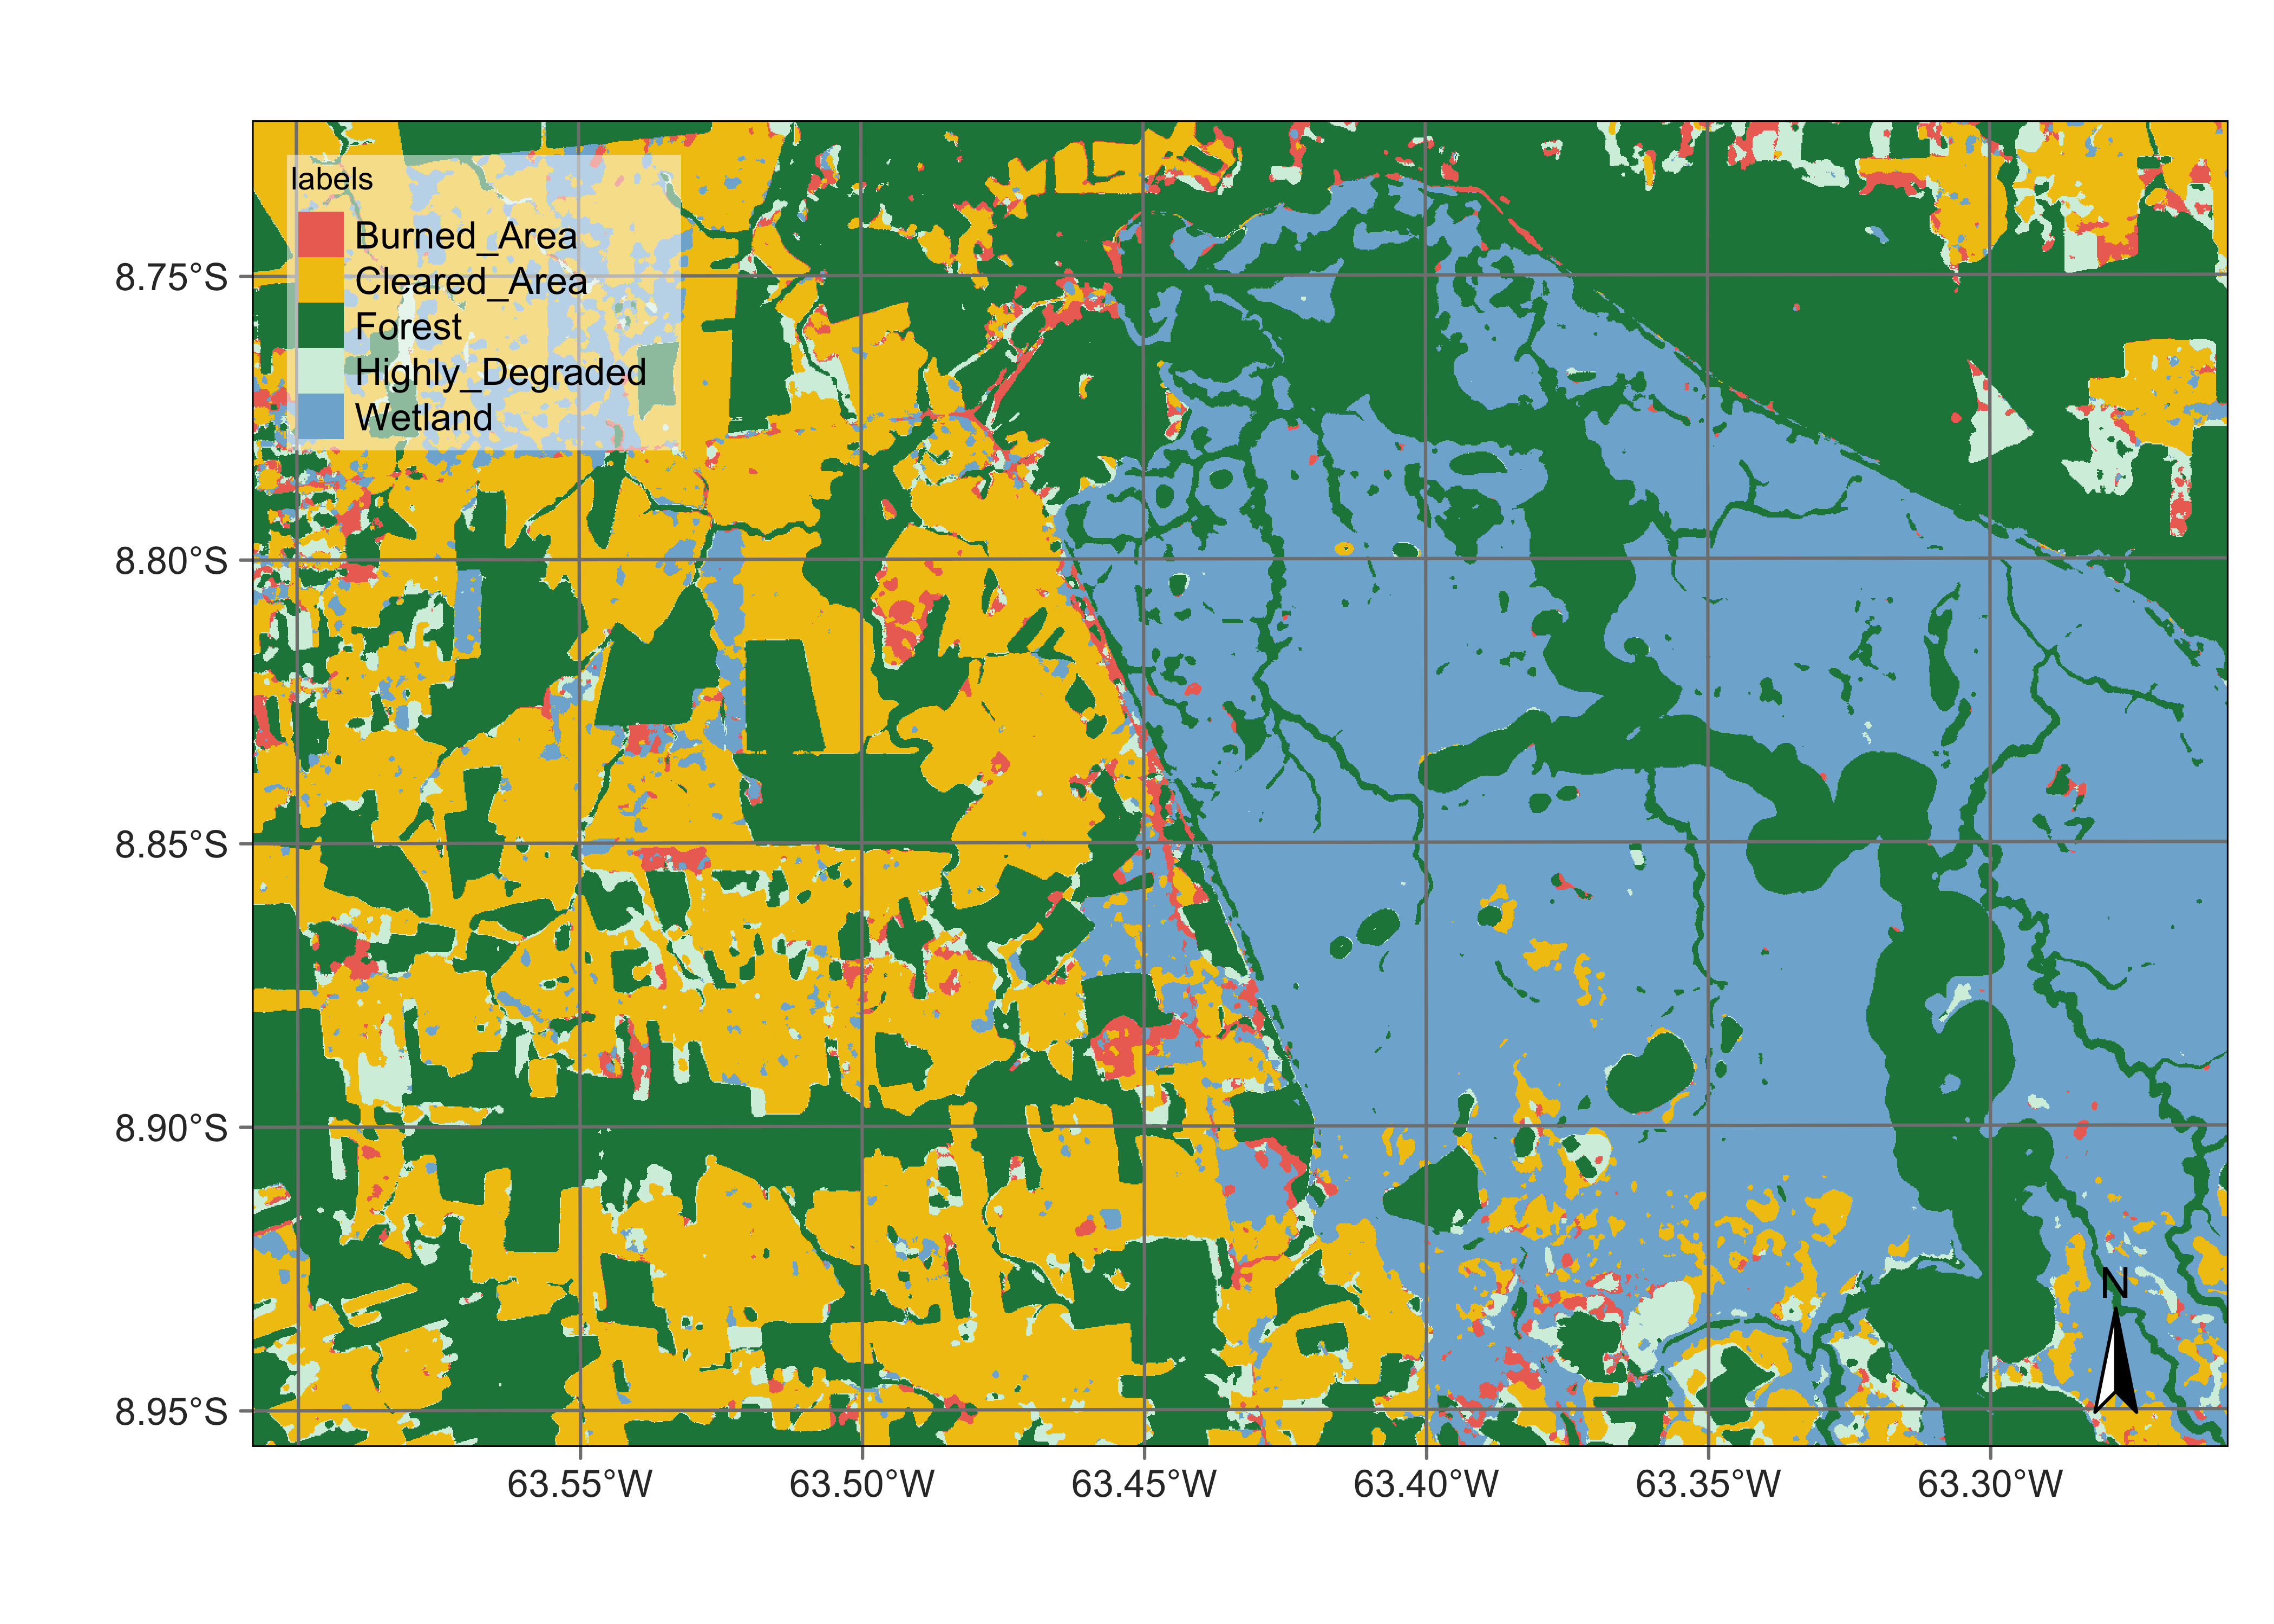 labels
Burned_Area
Cleared_Area
Forest
Highly_Degraded
Wetland
8.75°S
8.80°S
8.85°S
8.90°S
8.95°S
N
63.55°W 63.50°W 63.45°W 63.40°W 63.35°W 63.30°W